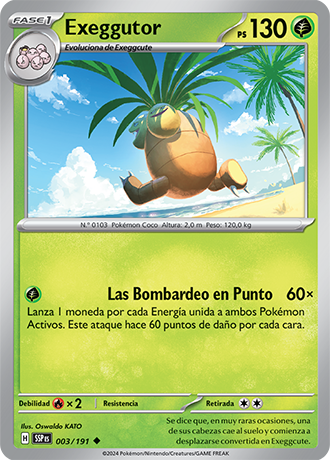 FASE 1
Exeggutor
PS 130
Evoluciona de Exeggcute
N.º 0103 Pokémon Coco Altura: 2,0 m Peso: 120,0 kg
Las Bombardeo en Punto 60×
Lanza 1 moneda por cada Energía unida a ambos Pokémon
Activos. Este ataque hace 60 puntos de daño por cada cara.
Debilidad ×2 Resistencia Retirada
Ilus. Oswaldo KATO
H SSP ES 003/191
Se dice que, en muy raras ocasiones, una
de sus cabezas cae al suelo y comienza a
desplazarse convertida en Exeggcute.
©2024 Pokémon/Nintendo/Creatures/GAME FREAK